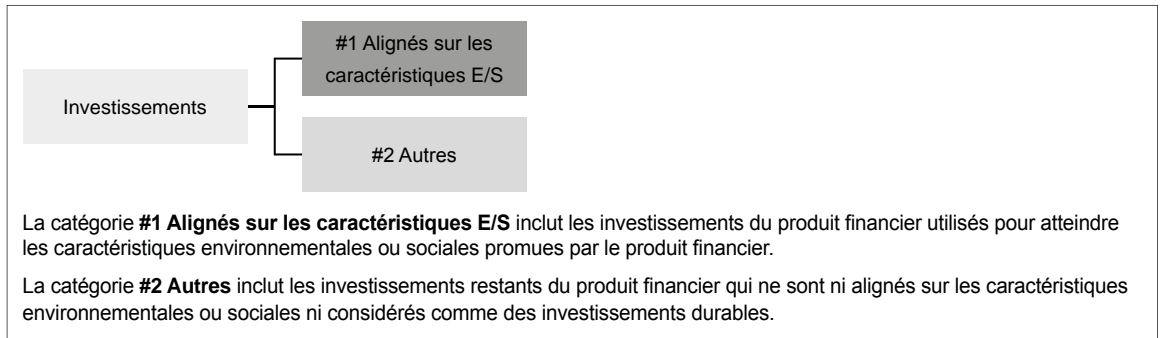 #1 Alignés sur les
caractéristiques E/S
Investissements
#2 Autres
La catégorie #1 Alignés sur les caractéristiques E/S inclut les investissements du produit financier utilisés pour atteindre
les caractéristiques environnementales ou sociales promues par le produit financier.
La catégorie #2 Autres inclut les investissements restants du produit financier qui ne sont ni alignés sur les caractéristiques
environnementales ou sociales ni considérés comme des investissements durables.